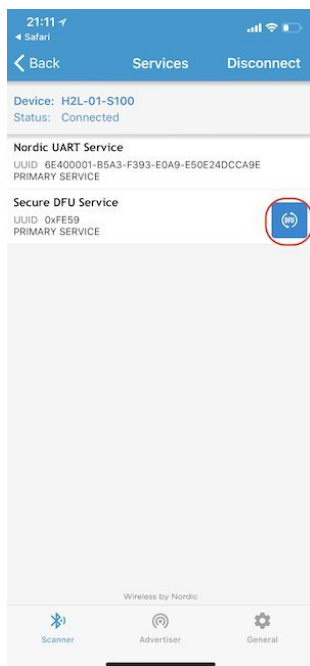 21:11
Safari
Back Services Disconnect
Device: H2L-01-S100
Status: Connected
Nordic UART Service
UUID 6E400001-B5A3-F393-E0A9-E50E24DCCA9E
PRIMARY SERVICE
Secure DFU Service
UUID 0xFE59
PRIMARY SERVICE
DFU
Wireless by Nordic
Scanner Advertiser General